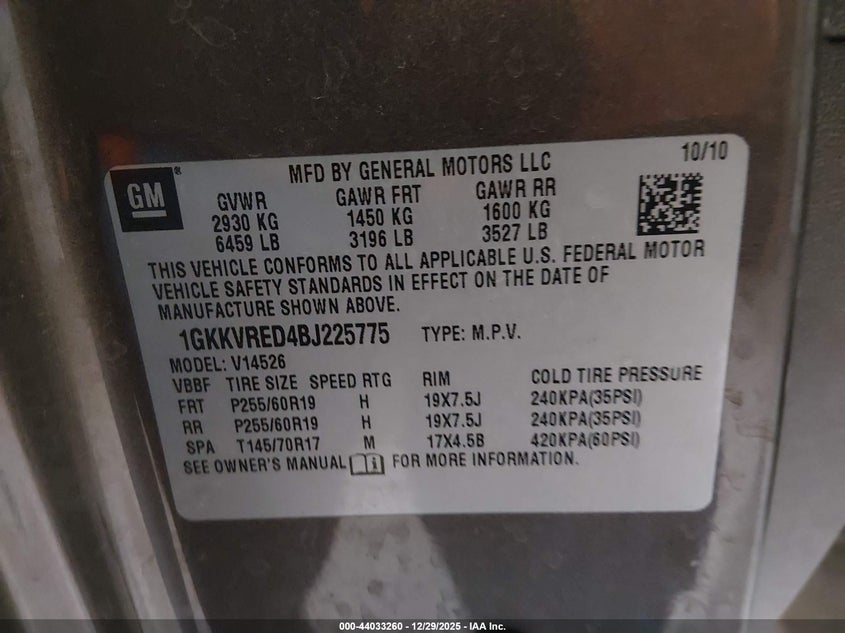 GM®
MFD BY GENERAL MOTORS LLC 10/10
GVWR GAWR FRT GAWR RR
2930 KG 1450 KG 1600 KG
6459 LB 3196 LB 3527 LB
THIS VEHICLE CONFORMS TO ALL APPLICABLE U.S. FEDERAL MOTOR
VEHICLE SAFETY STANDARDS IN EFFECT ON THE DATE OF
MANUFACTURE SHOWN ABOVE.
1GKKVRED4BJ225775 TYPE: M.P.V.
MODEL: V14526
VBBF TIRE SIZE SPEED RTG RIM COLD TIRE PRESSURE
FRT P255/60R19 H 19X7.5J 240KPA(35PSI)
RR P255/60R19 H 19X7.5J 240KPA(35PSI)
SPA T145/70R17 M 17X4.5B 420KPA(60PSI)
SEE OWNER'S MANUAL FOR MORE INFORMATION.
000-44033260 - 12/29/2025 - IAA Inc.